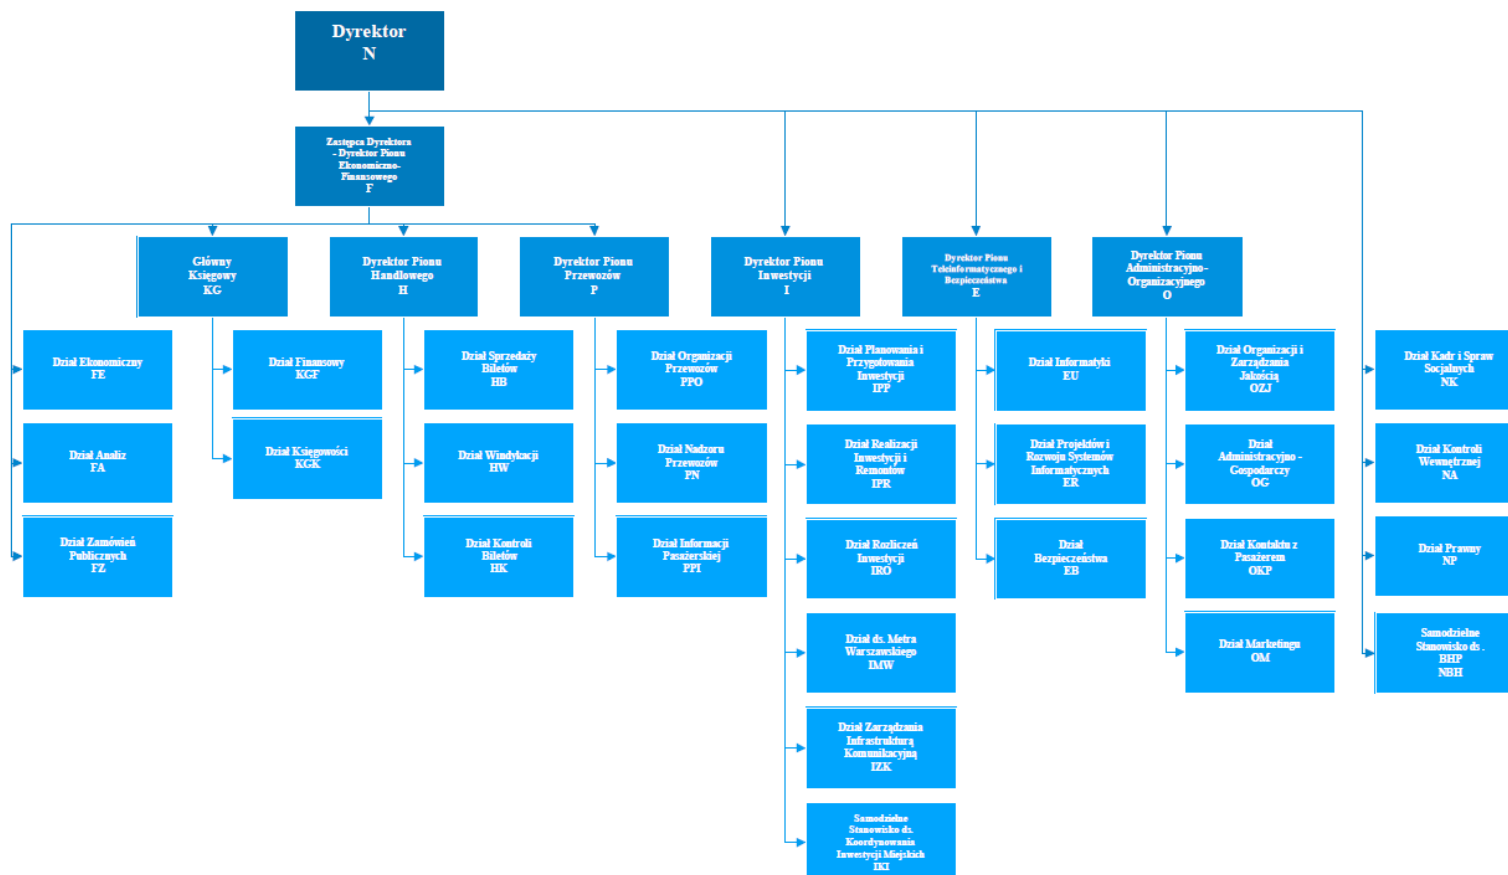 Dyrektor
N
Zastępca Dyrektora
- Dyrektor Pionu
Ekonomiczno-
Finansowego
F
Główny
Księgowy
KG
Dyrektor Pionu
Handlowego
H
Dyrektor Pionu
Przewozów
P
Dyrektor Pionu
Inwestycji
I
Dyrektor Pionu
Teleinformatycznego i
Bezpieczeństwa
E
Dyrektor Pionu
Administracyjno-
Organizacyjnego
O
Dział Ekonomiczny
FE
Dział Analiz
FA
Dział Zamówień
Publicznych
FZ
Dział Finansowy
KGF
Dział Księgowości
KGK
Dział Sprzedaży
Biletów
HB
Dział Windykacji
HW
Dział Kontroli
Biletów
HK
Dział Organizacji
Przewozów
PPO
Dział Nadzoru
Przewozów
PN
Dział Informacji
Pasażerskiej
PPI
Dział Planowania i
Przygotowania
Inwestycji
IPP
Dział Realizacji
Inwestycji i
Remontów
IPR
Dział Rozliczeń
Inwestycji
IRO
Dział ds. Metra
Warszawskiego
IMW
Dział Zarządzania
Infrastrukturą
Komunikacyjną
IZK
Samodzielne
Stanowisko ds.
Koordynowania
Inwestycji Miejskich
IKI
Dział Informatyki
EU
Dział Projektów i
Rozwoju Systemów
Informatycznych
ER
Dział
Bezpieczeństwa
EB
Dział Organizacji i
Zarządzania
Jakością
OZJ
Dział
Administracyjno -
Gospodarczy
OG
Dział Kontaktu z
Pasażerem
OKP
Dział Marketingu
OM
Dział Kadr i Spraw
Socjalnych
NK
Dział Kontroli
Wewnętrznej
NA
Dział Prawny
NP
Samodzielne
Stanowisko ds .
BHP
NBH